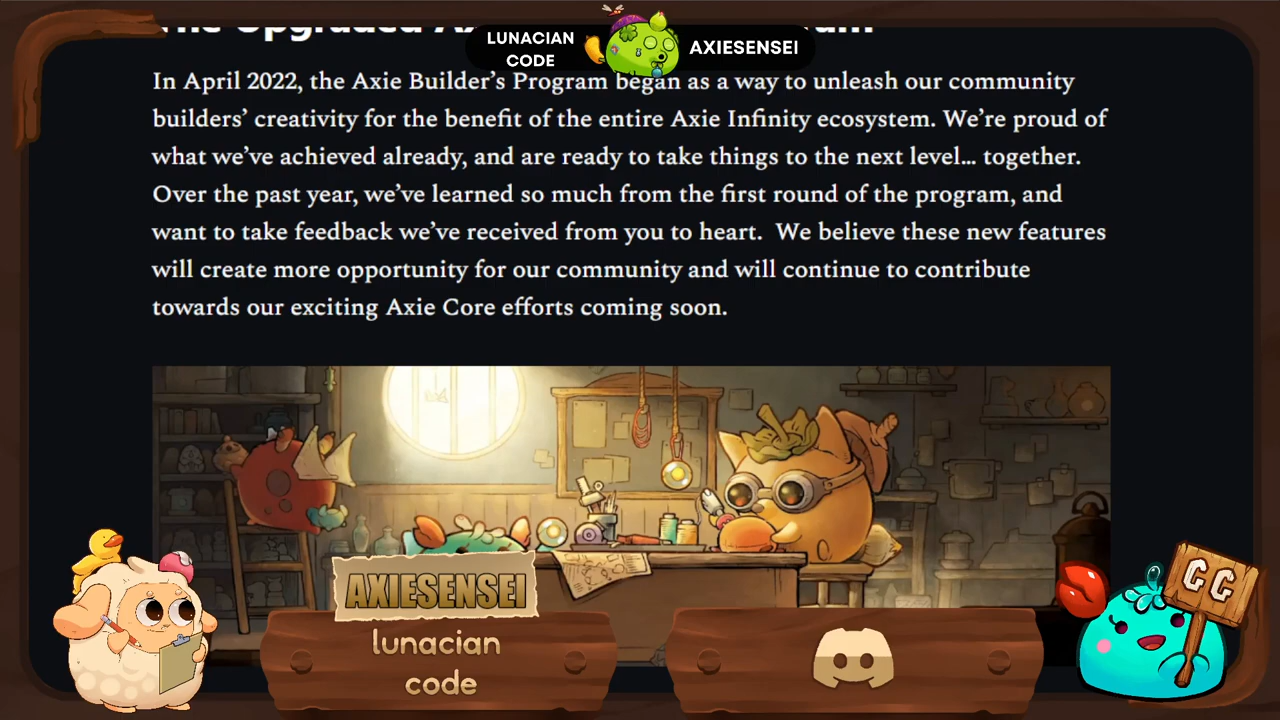 The Upgraded
LUNACIAN
CODE
AXIESENSEI
In April 2022, the Axie Builder’s Program began as a way to unleash our community
builders’ creativity for the benefit of the entire Axie Infinity ecosystem. We’re proud of
what we’ve achieved already, and are ready to take things to the next level… together.
Over the past year, we’ve learned so much from the first round of the program, and
want to take feedback we’ve received from you to heart.  We believe these new features
will create more opportunity for our community and will continue to contribute
towards our exciting Axie Core efforts coming soon.
AXIESENSEI
lunacian
code
GG